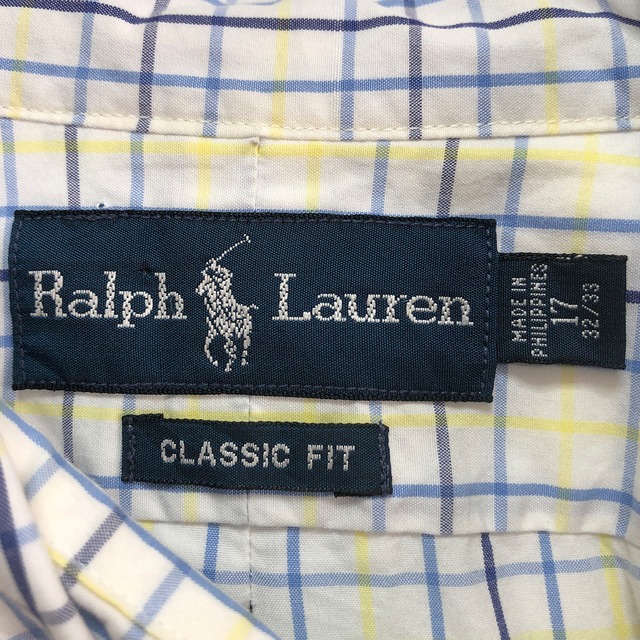 Ralph Lauren
MADE IN
PHILIPPINES
17
32/33
CLASSIC FIT